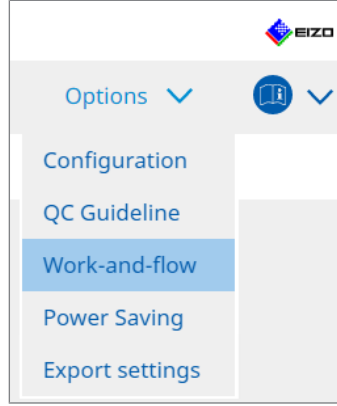 EIZO
Options
Configuration
QC Guideline
Work-and-flow
Power Saving
Export settings